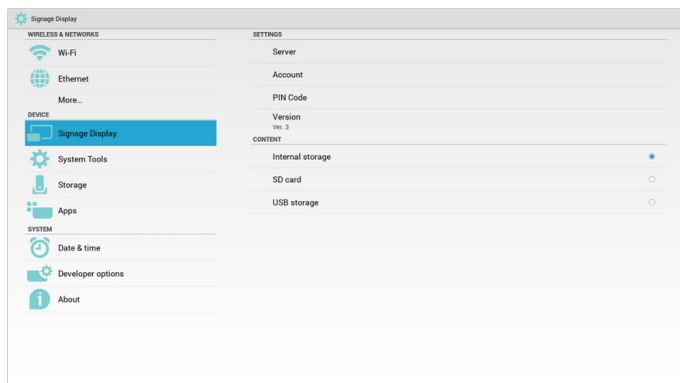 Signage Display
WIRELESS & NETWORKS
Wi-Fi
Ethernet
More...
DEVICE
Signage Display
System Tools
Storage
Apps
SYSTEM
Date & time
Developer options
About
SETTINGS
Server
Account
PIN Code
Version
Ver. 3
CONTENT
Internal storage
SD card
USB storage